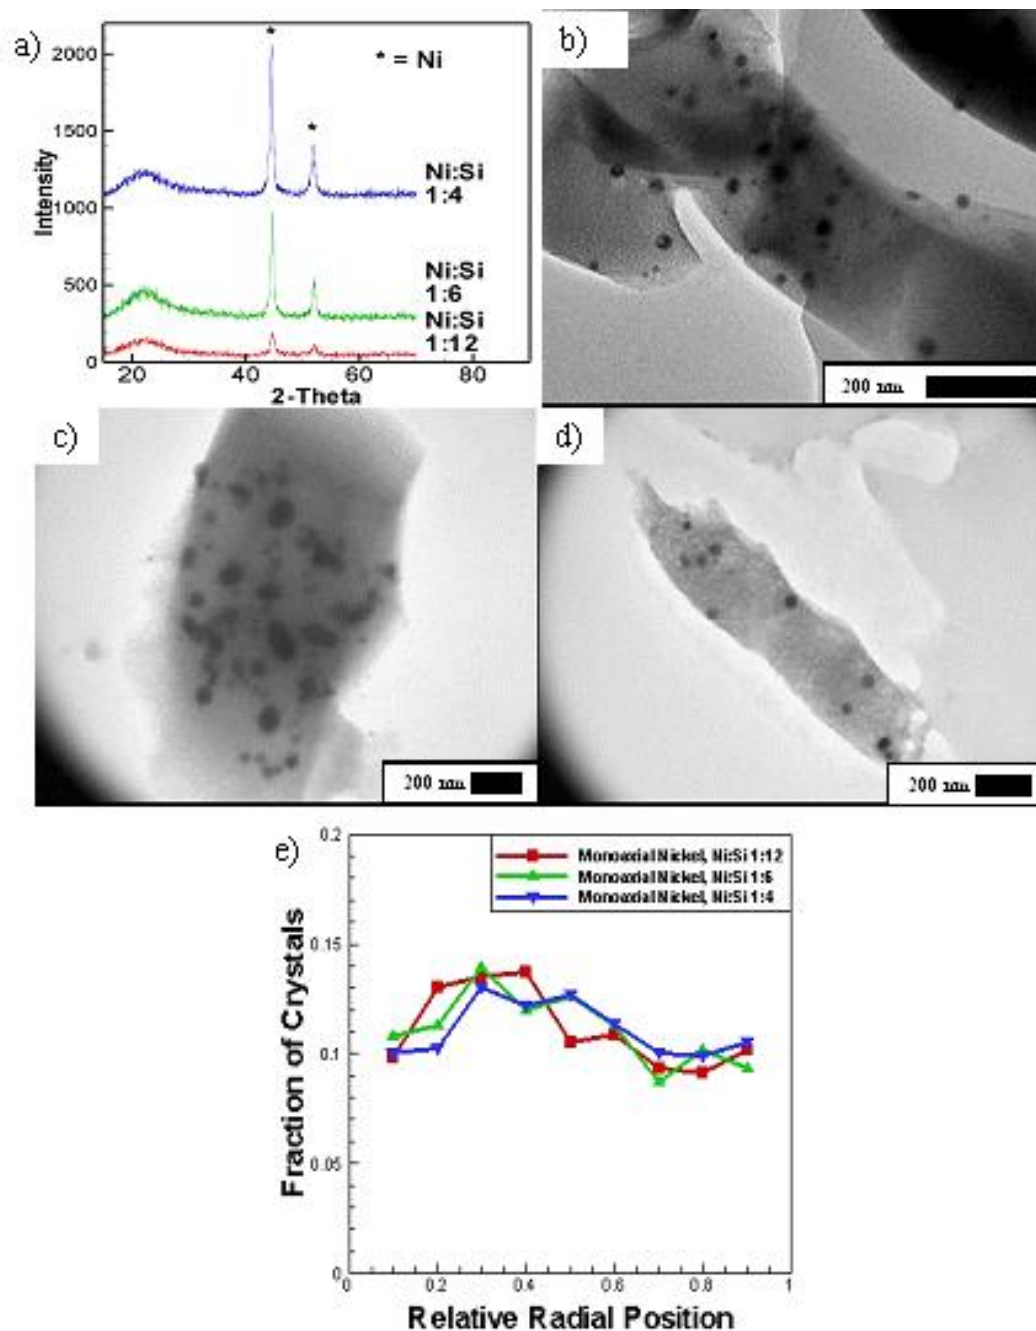 a)
* = Ni
2000
1500
1000
500
0
Intensity
Ni:Si
1:4
Ni:Si
1:6
Ni:Si
1:12
20
40
60
80
2-Theta
b)
200 nm
c)
200 nm
d)
200 nm
e)
0.2
0.15
0.1
0.05
0
Fraction of Crystals
Monoaxial Nickel, Ni:Si 1:12
Monoaxial Nickel, Ni:Si 1:6
Monoaxial Nickel, Ni:Si 1:4
0
0.2
0.4
0.6
0.8
1
Relative Radial Position